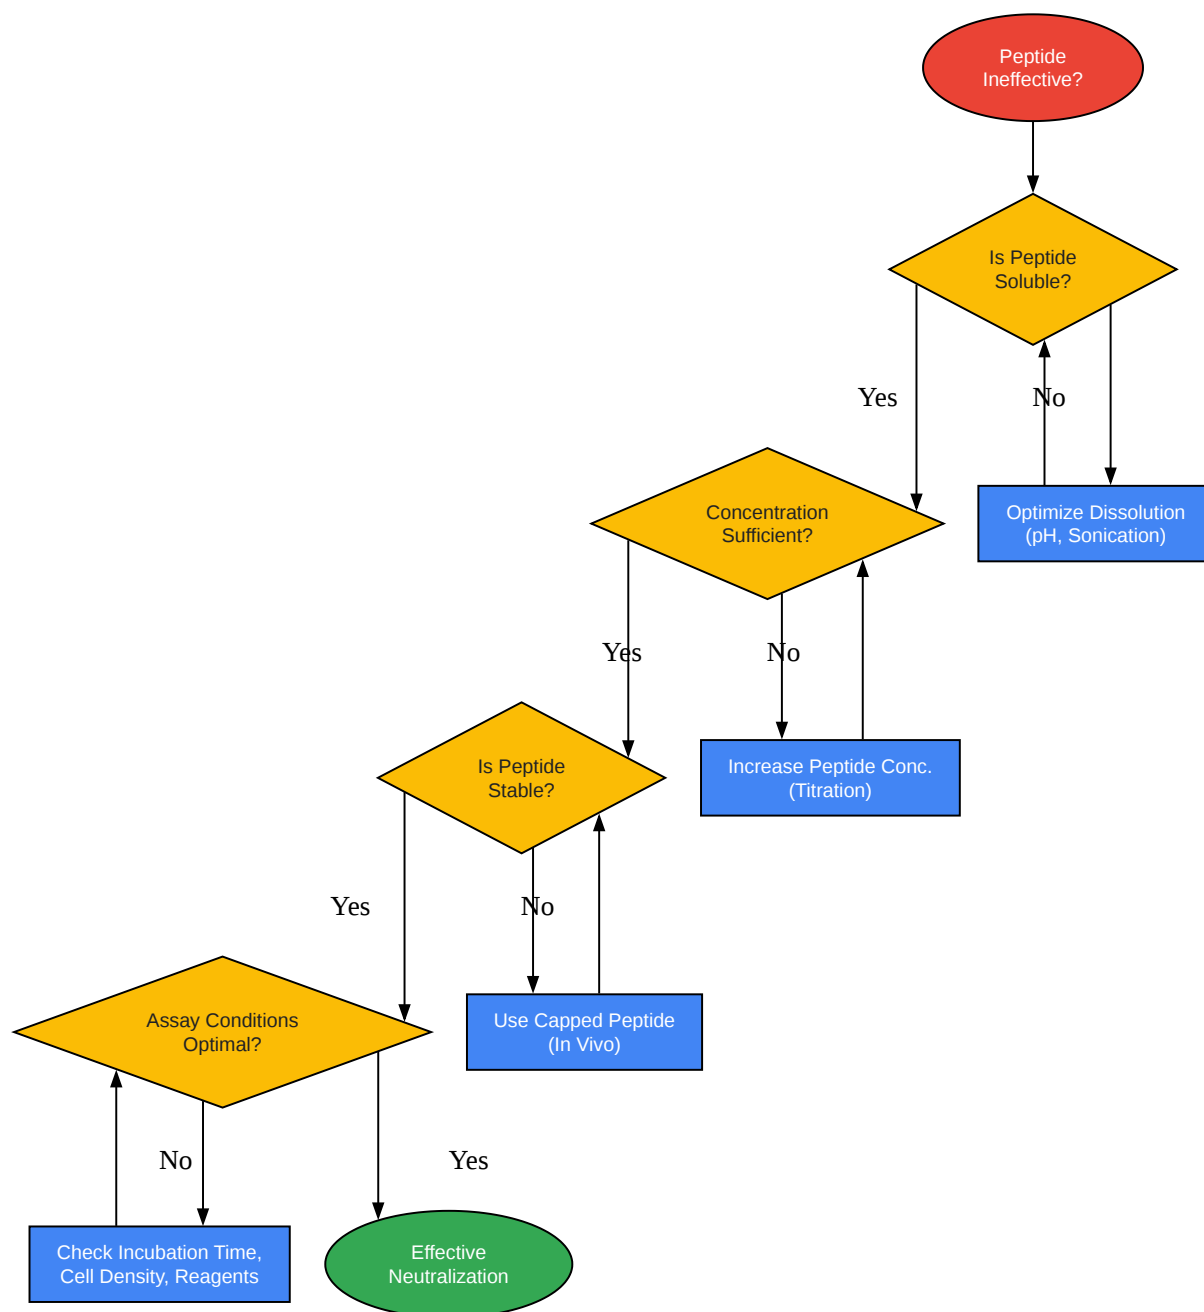 Peptide
Ineffective?
Is Peptide
Soluble?
Yes
No
Concentration
Sufficient?
Optimize Dissolution
(pH, Sonication)
Yes
No
Is Peptide
Stable?
Increase Peptide Conc.
(Titration)
Yes
No
Assay Conditions
Optimal?
Use Capped Peptide
(In Vivo)
No
Yes
Check Incubation Time,
Cell Density, Reagents
Effective
Neutralization